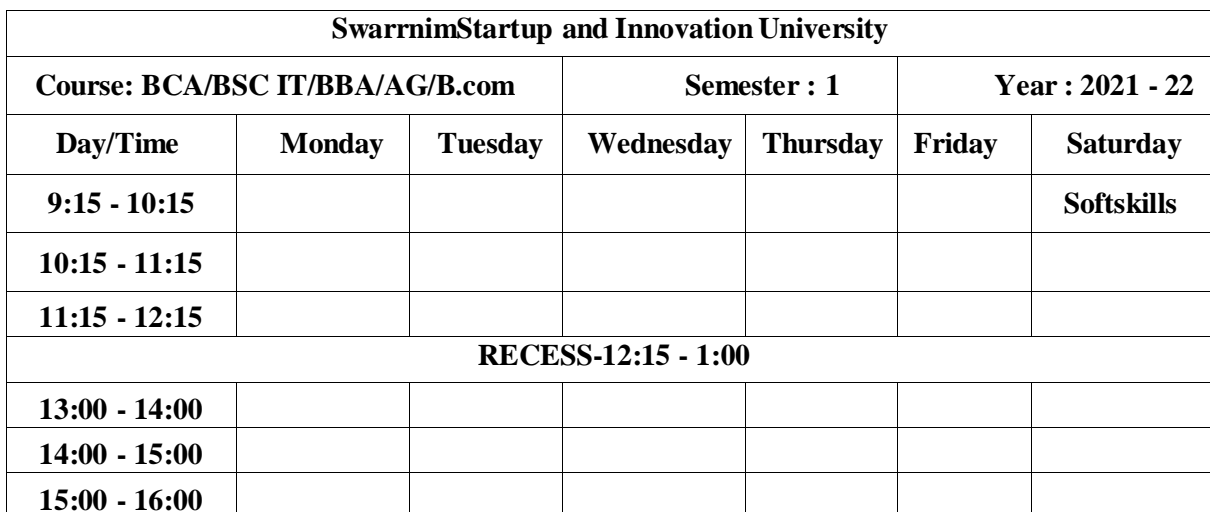 SwarrnimStartup and Innovation University
Course: BCA/BSC IT/BBA/AG/B.com Semester : 1 Year : 2021 - 22
Day/Time Monday Tuesday Wednesday Thursday Friday Saturday
9:15 - 10:15 Softskills
10:15 - 11:15
11:15 - 12:15
RECESS-12:15 - 1:00
13:00 - 14:00
14:00 - 15:00
15:00 - 16:00